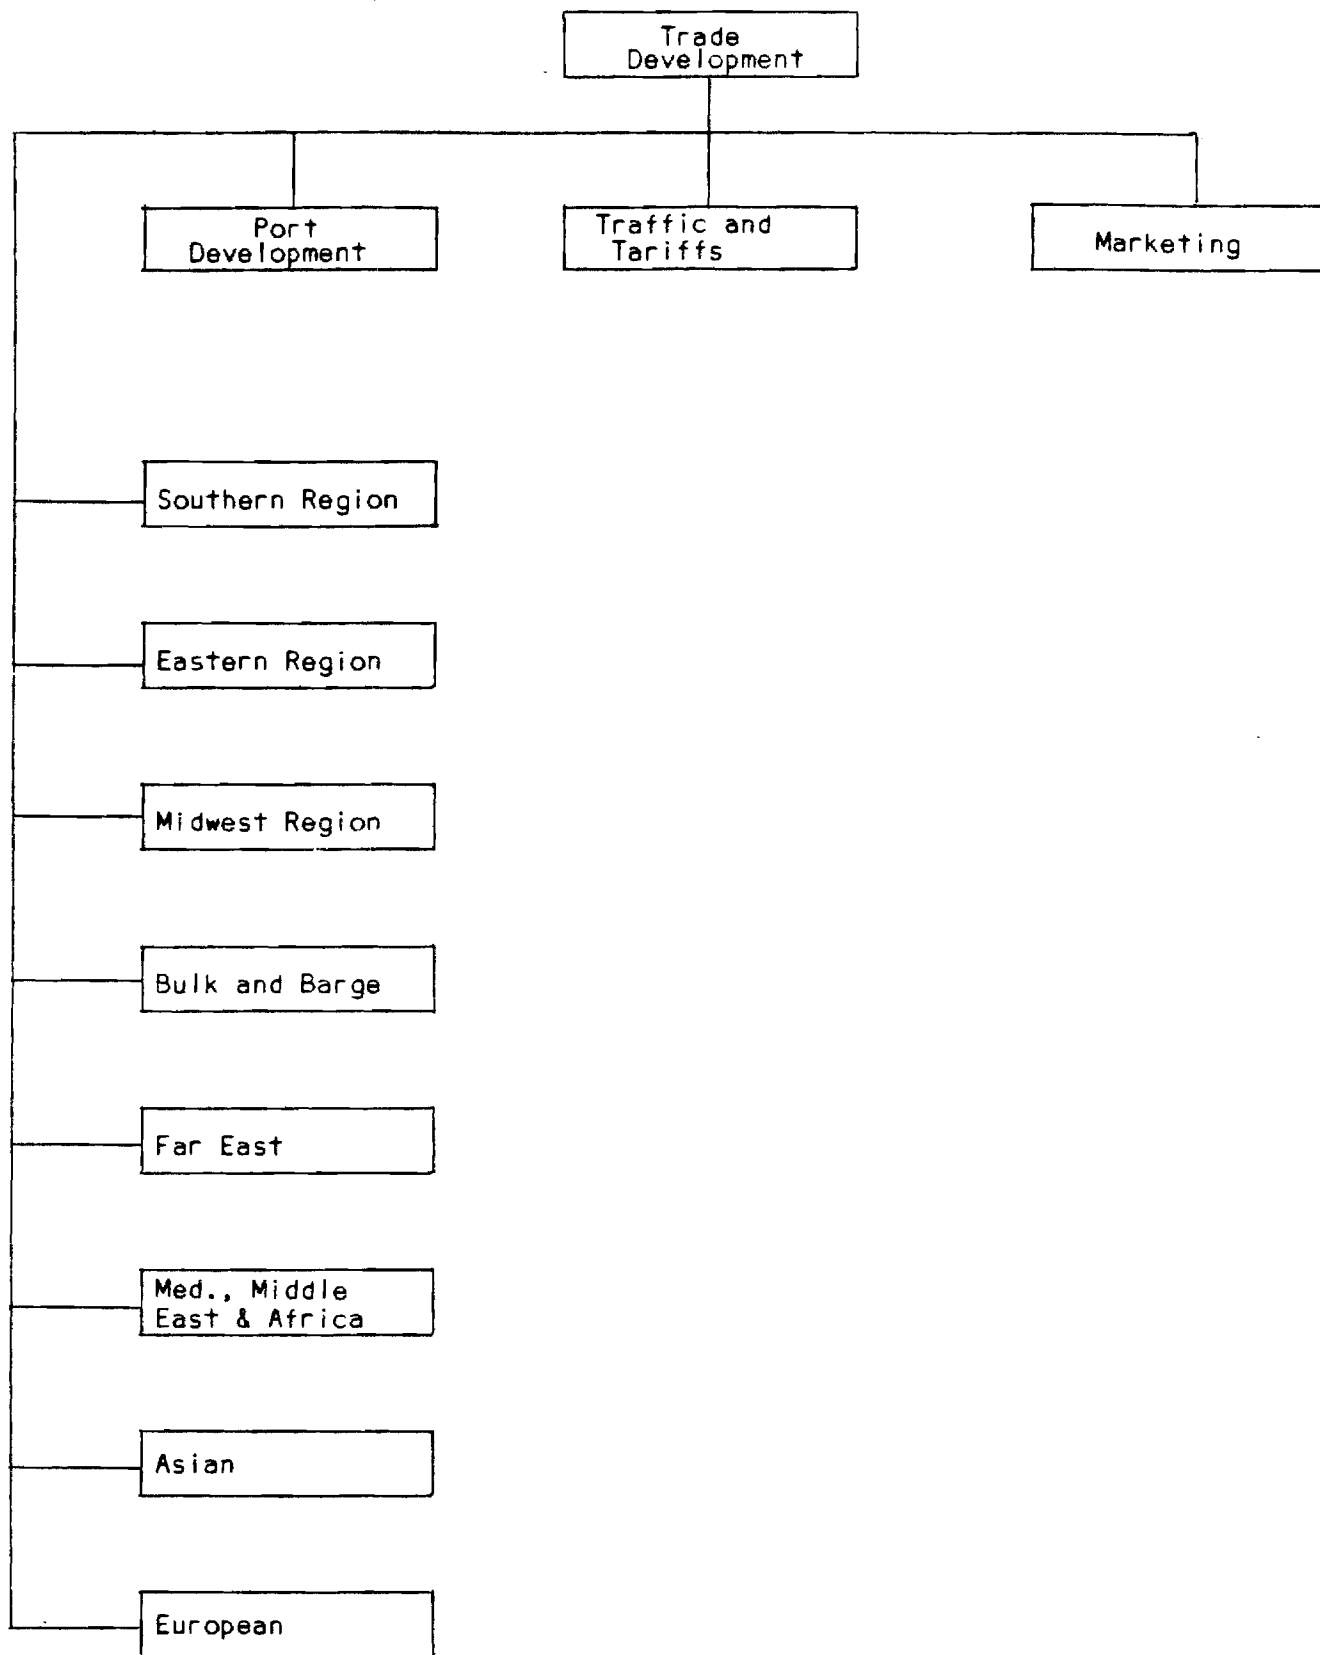 Trade
Development
Port
Development
Traffic and
Tariffs
Marketing
Southern Region
Eastern Region
Midwest Region
Bulk and Barge
Far East
Med., Middle
East & Africa
Asian
European